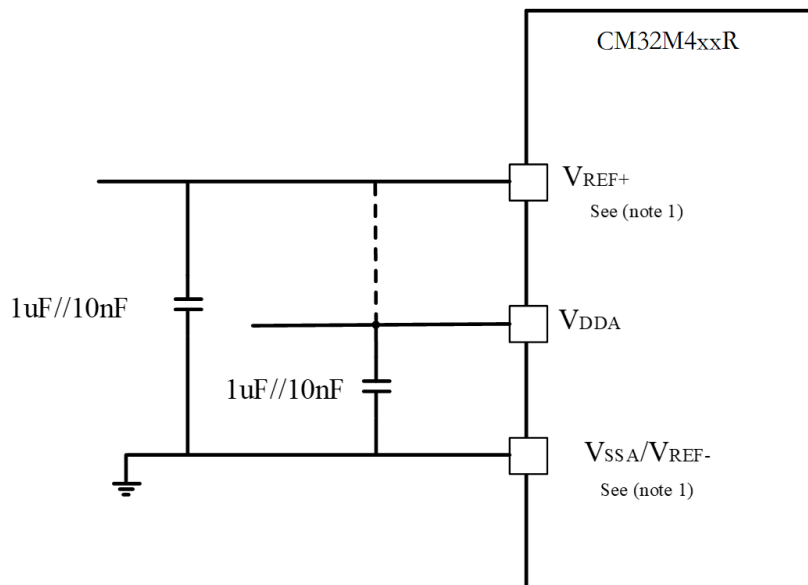 CM32M4xxR
VREF+
See (note 1)
1uF//10nF
VDDA
1uF//10nF
VSSA/VREF-
See (note 1)